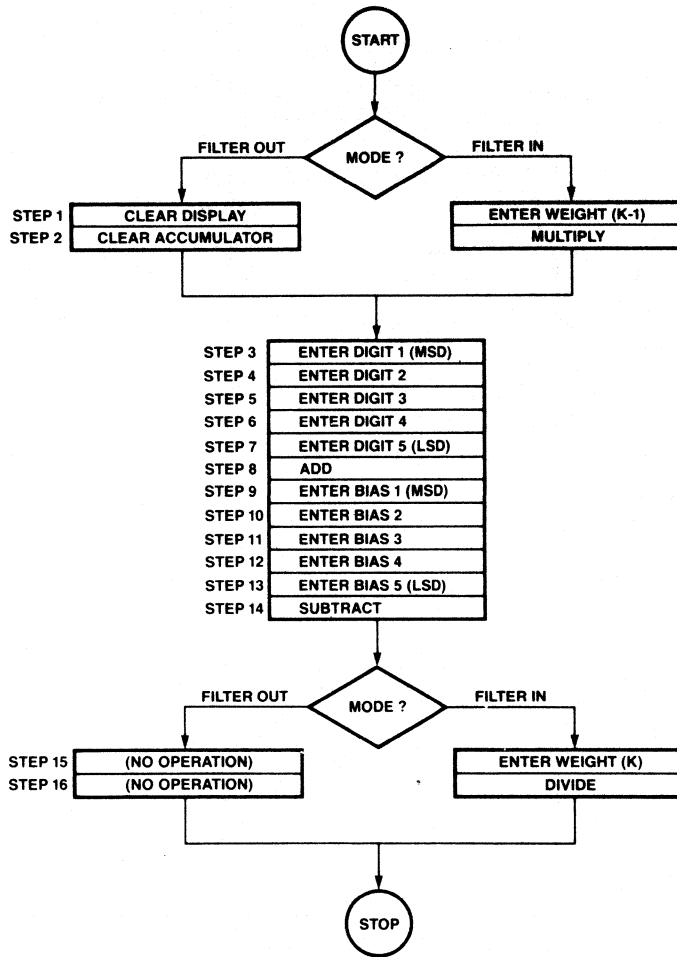 START
FILTER OUT
MODE ?
FILTER IN
STEP 1 CLEAR DISPLAY
STEP 2 CLEAR ACCUMULATOR
ENTER WEIGHT (K-1)
MULTIPLY
STEP 3 ENTER DIGIT 1 (MSD)
STEP 4 ENTER DIGIT 2
STEP 5 ENTER DIGIT 3
STEP 6 ENTER DIGIT 4
STEP 7 ENTER DIGIT 5 (LSD)
STEP 8 ADD
STEP 9 ENTER BIAS 1 (MSD)
STEP 10 ENTER BIAS 2
STEP 11 ENTER BIAS 3
STEP 12 ENTER BIAS 4
STEP 13 ENTER BIAS 5 (LSD)
STEP 14 SUBTRACT
FILTER OUT
MODE ?
FILTER IN
STEP 15 (NO OPERATION)
STEP 16 (NO OPERATION)
ENTER WEIGHT (K)
DIVIDE
STOP